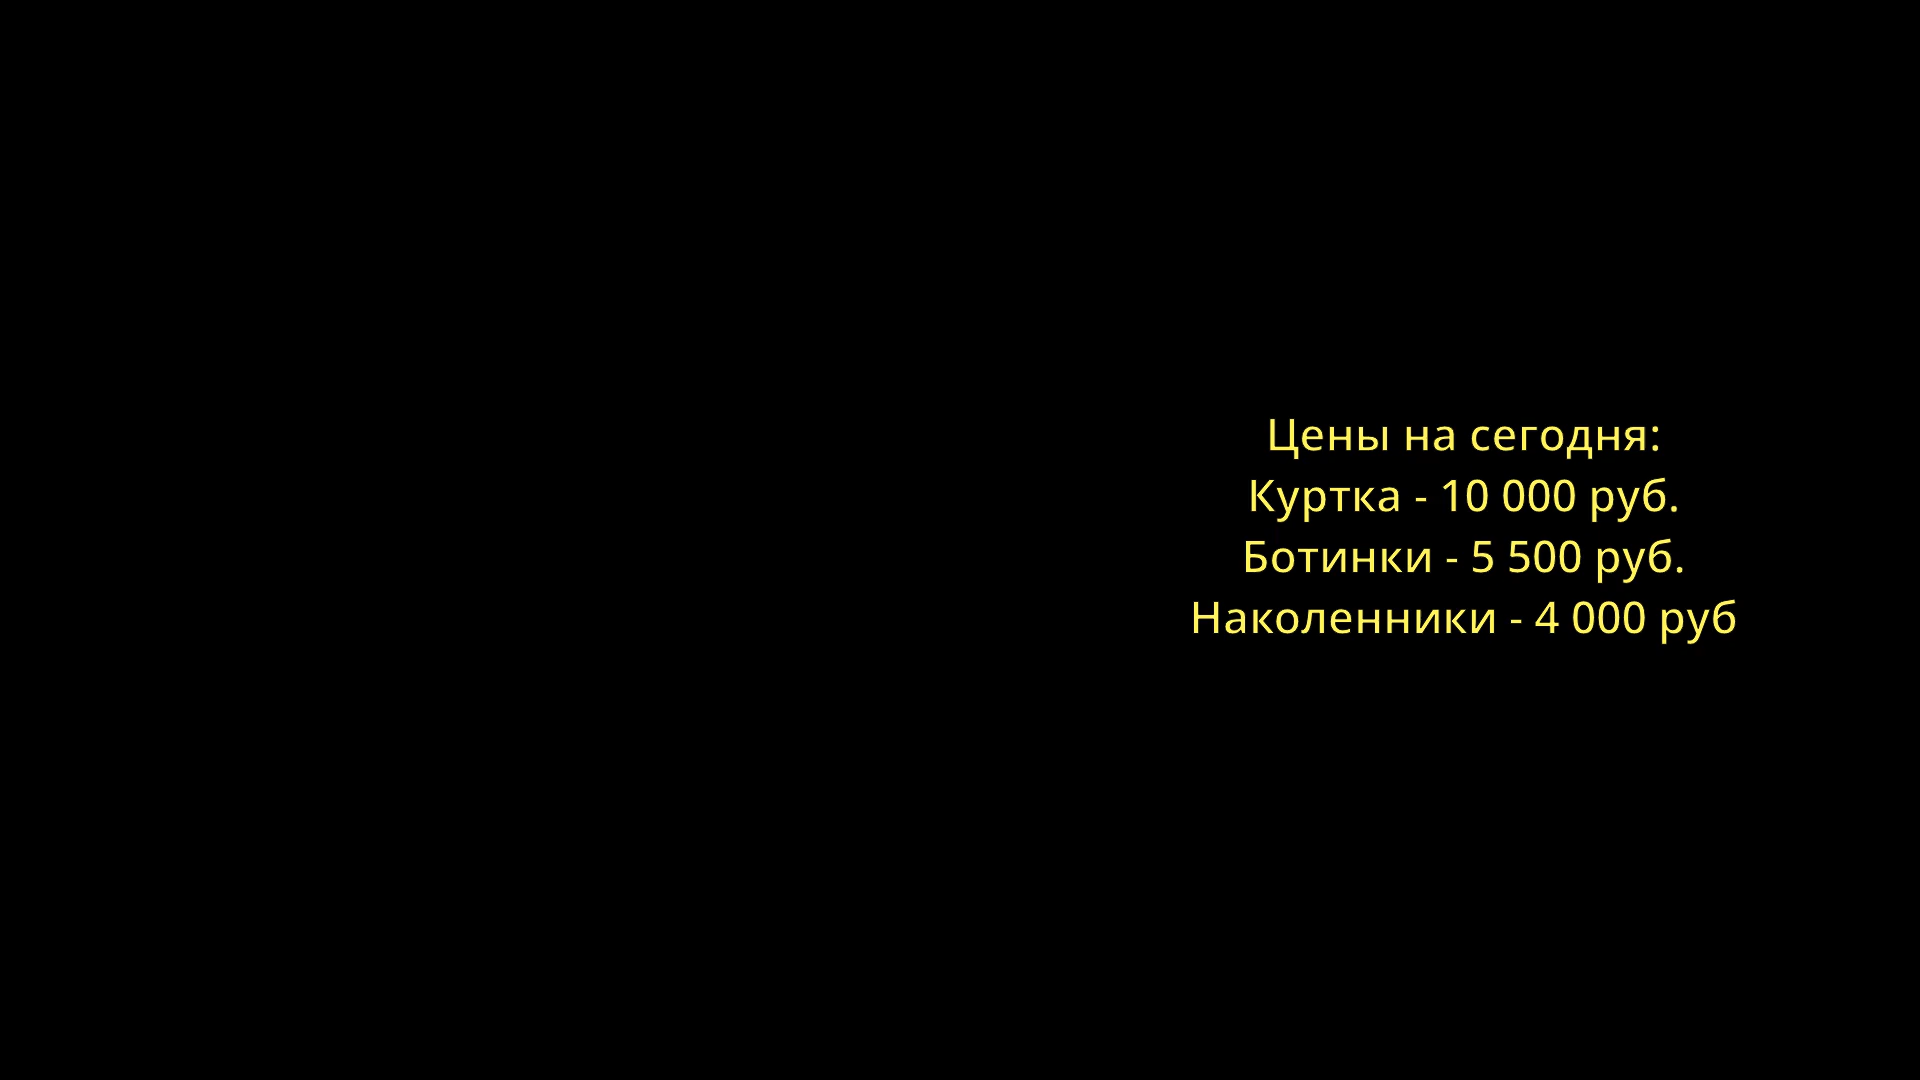 Цены на сегодня:
Куртка - 10 000 руб.
Ботинки - 5 500 руб.
Наколенники - 4 000 руб